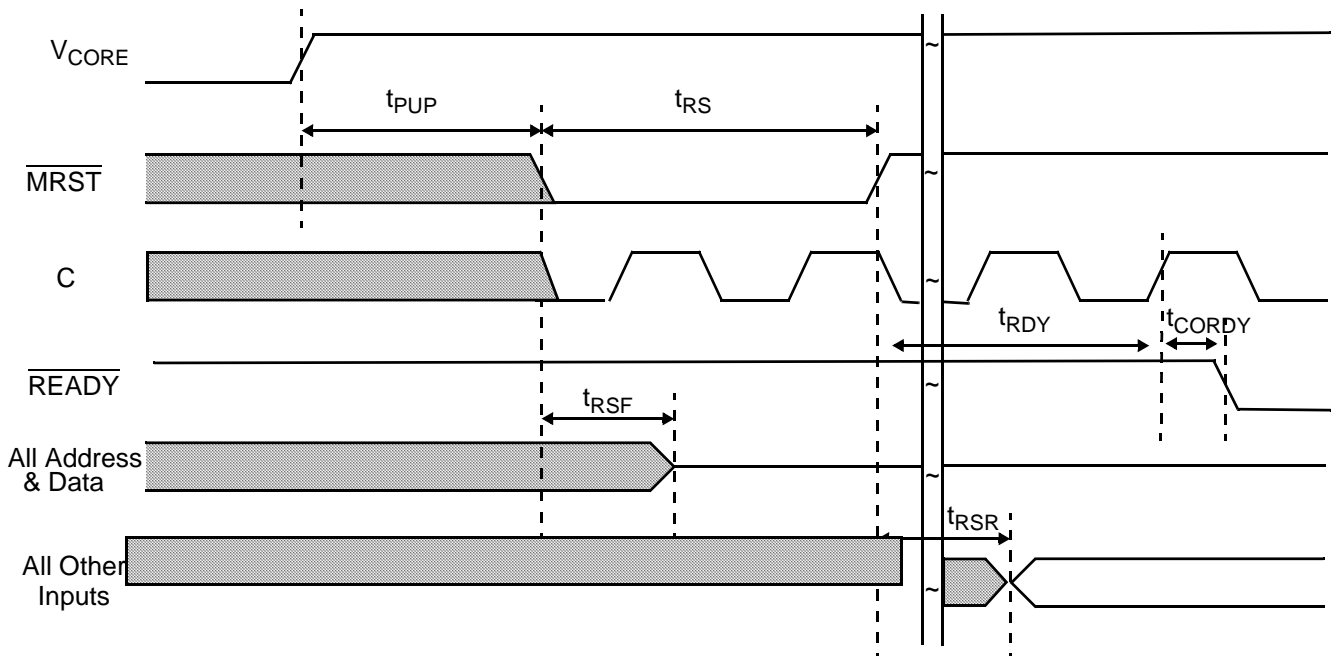 VCORE
tPUP
tRS
MRST
C
tRDY
tCORDY
READY
tRSF
All Address
& Data
tRSR
All Other
Inputs
~
~
~
~
~
~